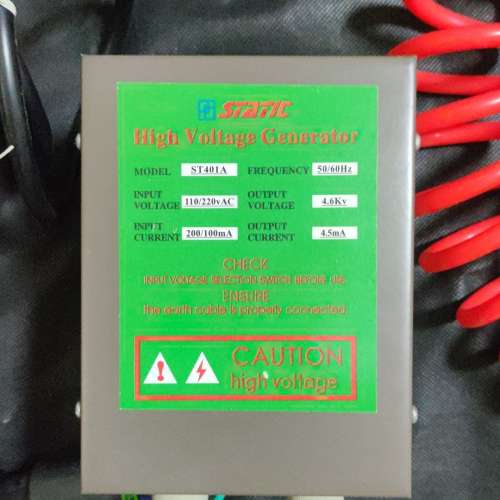 STATIC
High Voltage Generator
MODEL ST401A FREQUENCY 50/60Hz
INPUT VOLTAGE 110/220vAC OUTPUT VOLTAGE 4.6Kv
INPUT CURRENT 200/100mA OUTPUT CURRENT 4.5mA
CHECK
INPUT VOLTAGE SELECTION SWITCH BEFORE USE.
ENSURE
the earth cable is properly connected.
CAUTION
high voltage